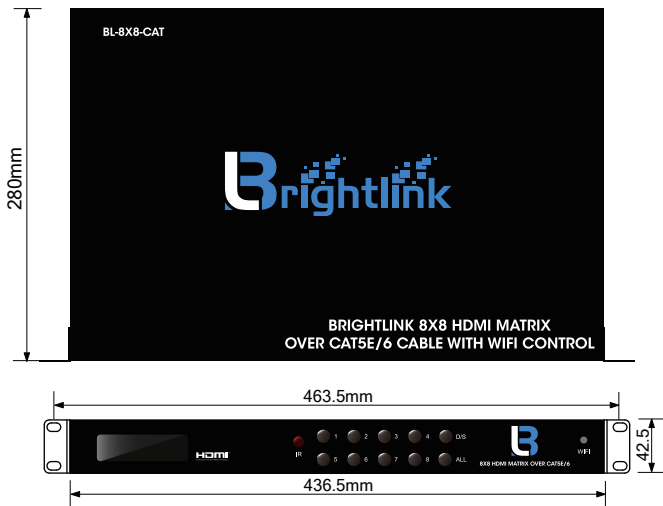 BL-8X8-CAT
280mm
Brightlink
BRIGHTLINK 8X8 HDMI MATRIX
OVER CAT5E/6 CABLE WITH WIFI CONTROL
463.5mm
HDMI
IR
1 2 3 4 D/S
5 6 7 8 ALL
B
8X8 HDMI MATRIX OVER CAT5E/6
WIFI
42.5
436.5mm